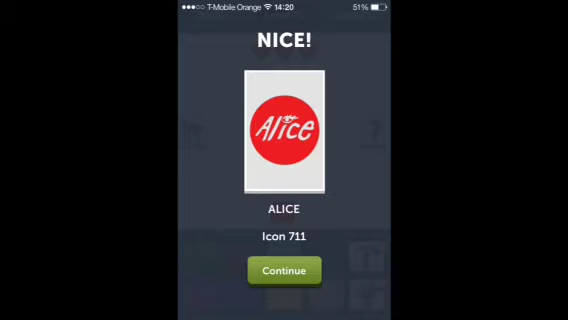 T-Mobile Orange 14:20 51%
NICE!
Alice
ALICE
Icon 711
Continue